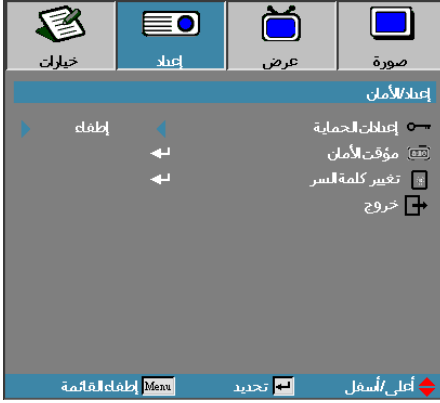 صورة عرض إعداد خيارات
إعداد/الأمان
إعدادات الحماية إطفاء
مؤقت الأمان
تغيير كلمة السر
خروج
أعلى/أسفل تحديد Menu إطفاء القائمة